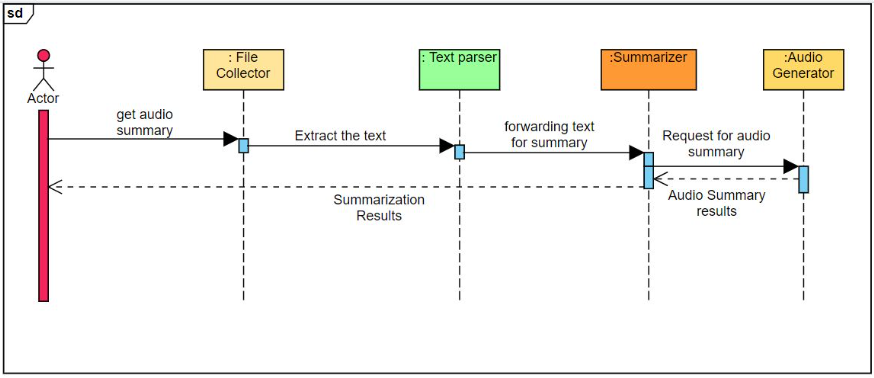 sd
: File
Collector
: Text parser
:Summarizer
:Audio
Generator
Actor
get audio
summary
Extract the text
forwarding text
for summary
Request for audio
summary
Summarization
Results
Audio Summary
results